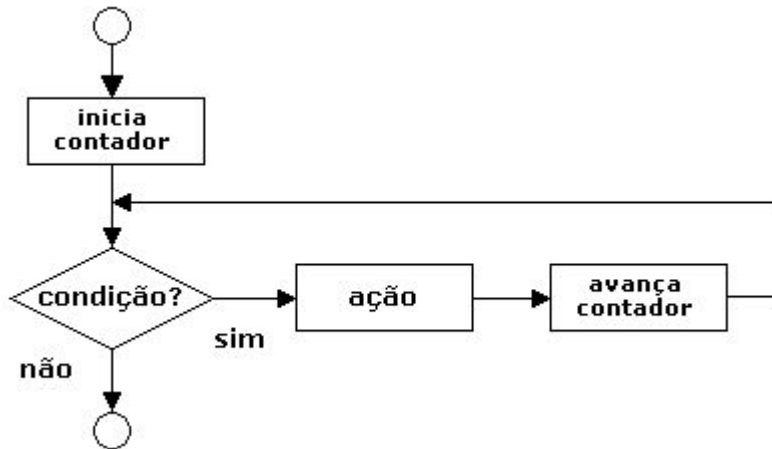 inicia
contador
condição?
sim
ação
avança
contador
não